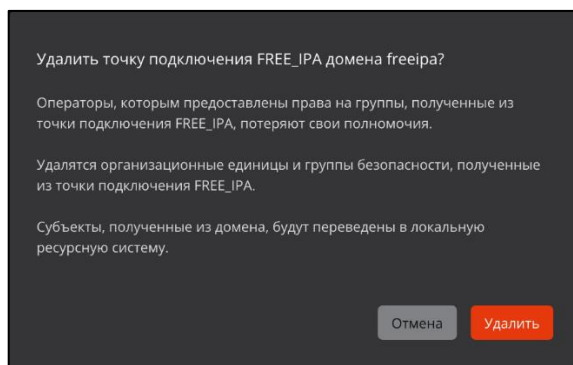 Удалить точку подключения FREE_IPA домена freeipa?
Операторы, которым предоставлены права на группы, полученные из
точки подключения FREE_IPA, потеряют свои полномочия.
Удалятся организационные единицы и группы безопасности, полученные
из точки подключения FREE_IPA.
Субъекты, полученные из домена, будут переведены в локальную
ресурсную систему.
Отмена
Удалить